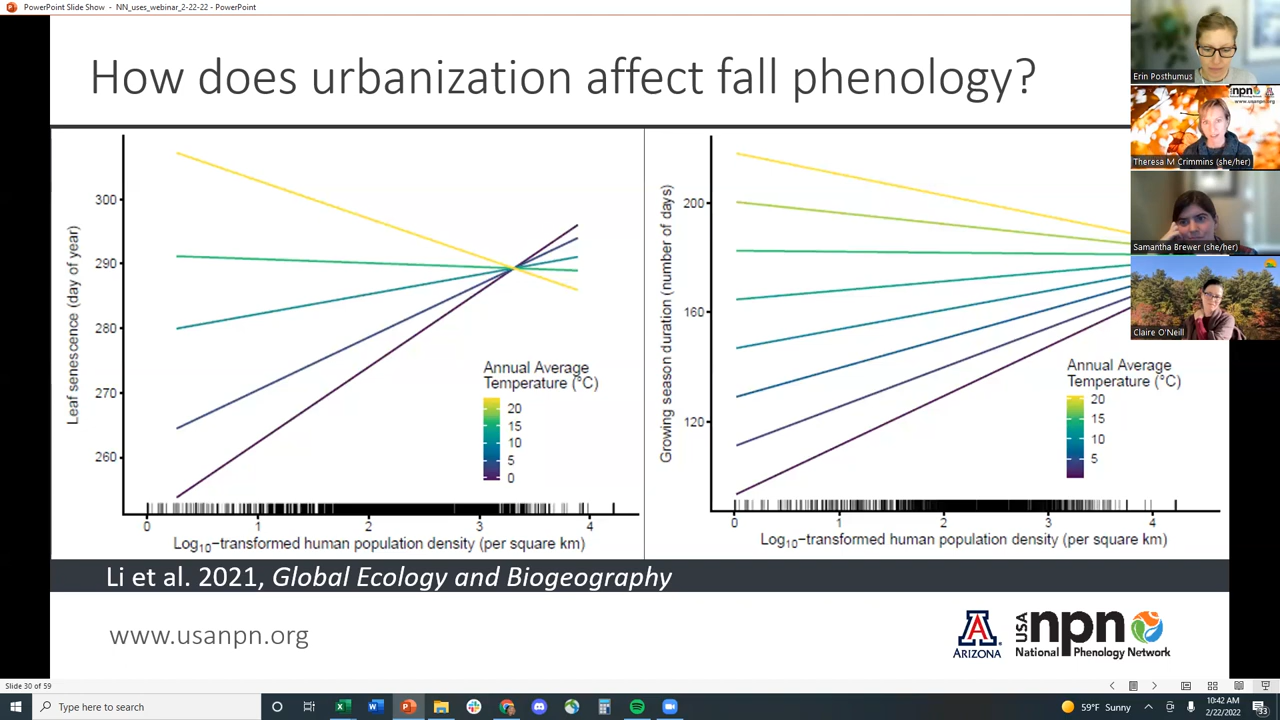 PowerPoint Slide Show - NN_uses_webinar_2-22-22 - PowerPoint
How does urbanization affect fall phenology?
Erin Posthumus
npn
www.usanpn.org
Theresa M Crimmins (she/her)
Samantha Brewer (she/her)
Claire O'Neill
Leaf senescence (day of year)
300
290
280
270
260
Annual Average
Temperature (°C)
20
15
10
5
0
0 1 2 3 4
Log10-transformed human population density (per square km)
Growing season duration (number of days)
200
160
120
Annual Average
Temperature (°C)
20
15
10
5
0 1 2 3 4
Log10-transformed human population density (per square km)
Li et al. 2021, Global Ecology and Biogeography
www.usanpn.org
A
ARIZONA
USA
npn
National Phenology Network
Slide 30 of 59
Type here to search
59°F Sunny
10:42 AM
2/22/2022
33